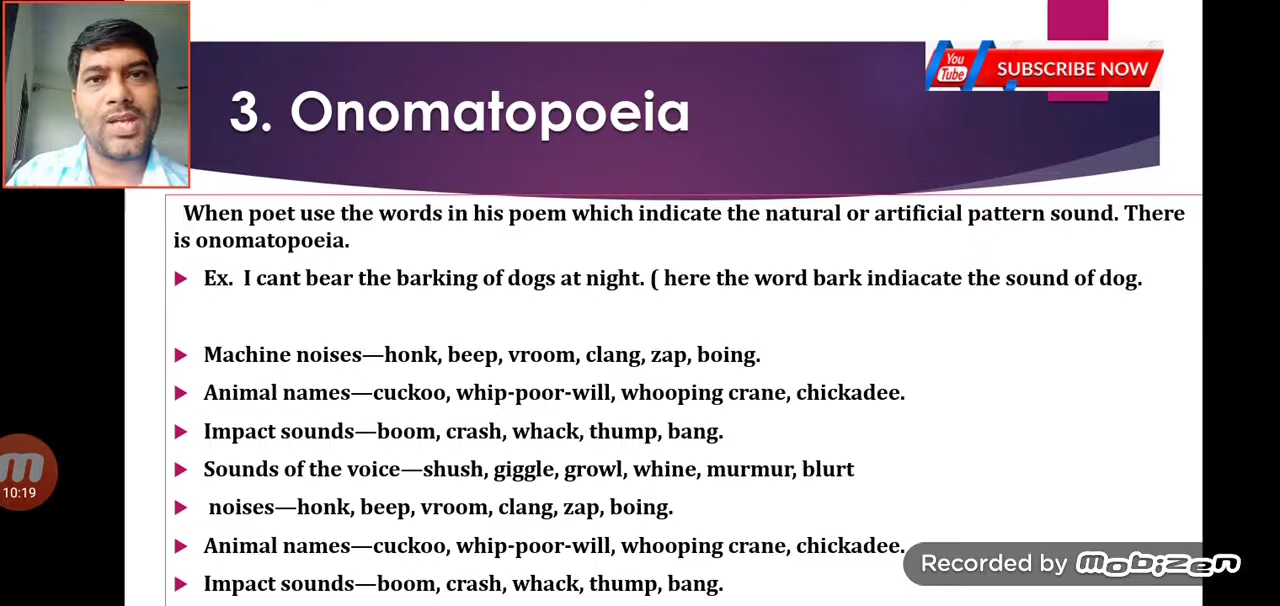 You
Tube
SUBSCRIBE NOW
3. Onomatopoeia
When poet use the words in his poem which indicate the natural or artificial pattern sound. There
is onomatopoeia.
Ex. I cant bear the barking of dogs at night. ( here the word bark indiacate the sound of dog.
Machine noises—honk, beep, vroom, clang, zap, boing.
Animal names—cuckoo, whip-poor-will, whooping crane, chickadee.
Impact sounds—boom, crash, whack, thump, bang.
Sounds of the voice—shush, giggle, growl, whine, murmur, blurt
noises—honk, beep, vroom, clang, zap, boing.
Animal names—cuckoo, whip-poor-will, whooping crane, chickadee.
Impact sounds—boom, crash, whack, thump, bang.
m
10:19
Recorded by mobizen